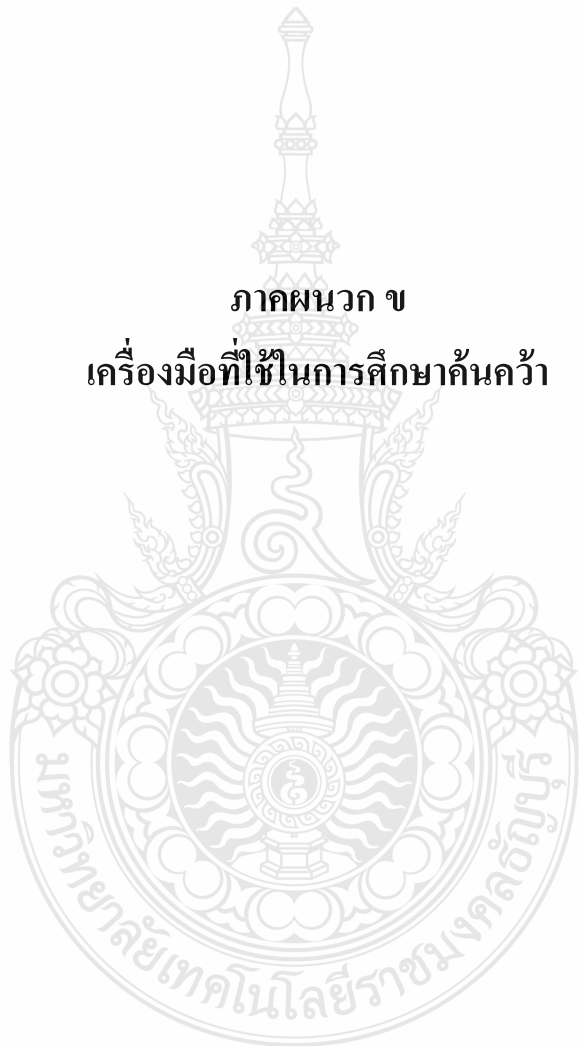 ภาคผนวก ข
เครื่องมือที่ใช้ในการศึกษาค้นคว้า
มหาวิทยาลัยเทคโนโลยีราชมงคลธัญบุรี